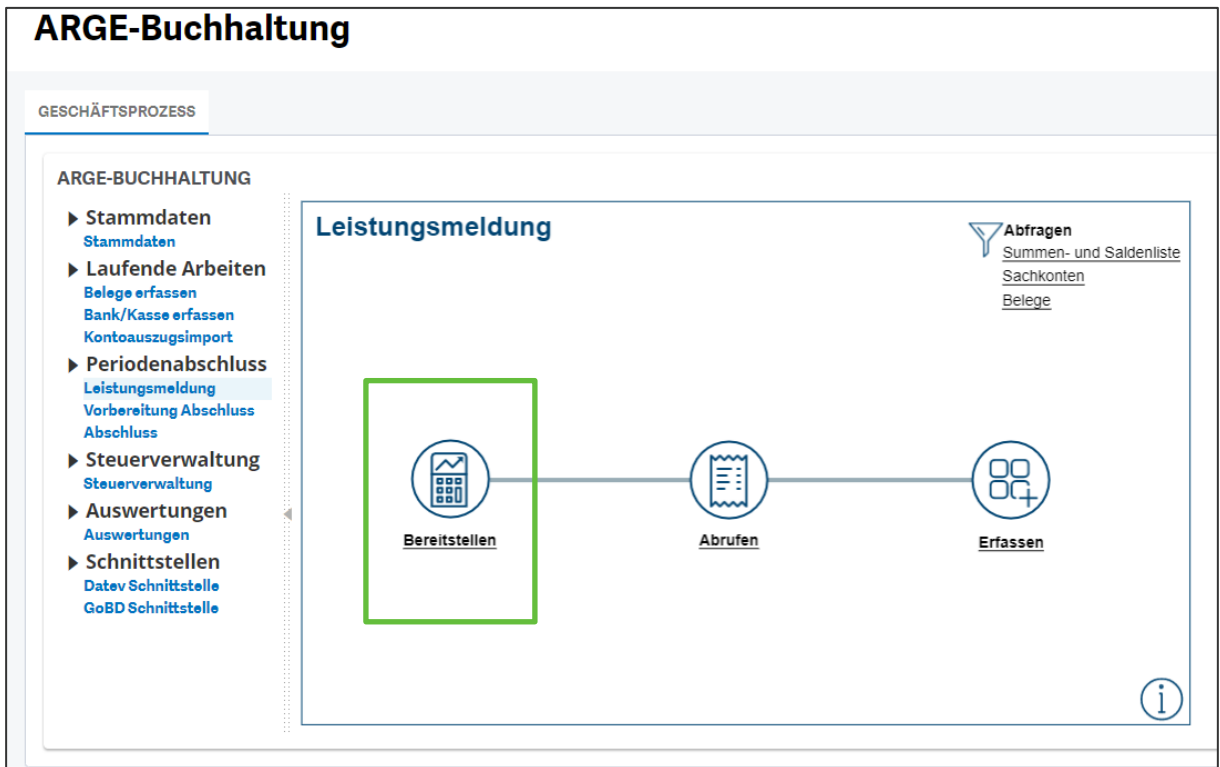 ARGE-Buchhaltung
GESCHÄFTSPROZESS
ARGE-BUCHHALTUNG
Stammdaten
Stammdaten
Laufende Arbeiten
Belege erfassen
Bank/Kasse erfassen
Kontoauszugsimport
Periodenabschluss
Leistungsmeldung
Vorbereitung Abschluss
Abschluss
Steuerverwaltung
Steuerverwaltung
Auswertungen
Auswertungen
Schnittstellen
Datev Schnittstelle
GoBD Schnittstelle
Leistungsmeldung
Abfragen
Summen- und Saldenliste
Sachkonten
Belege
Bereitstellen
Abrufen
Erfassen
i